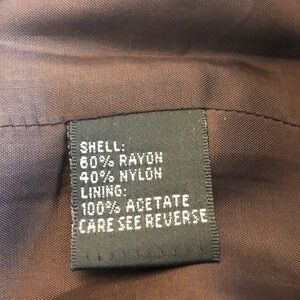 SHELL:
60% RAYON
40% NYLON
LINING:
100% ACETATE
CARE SEE REVERSE